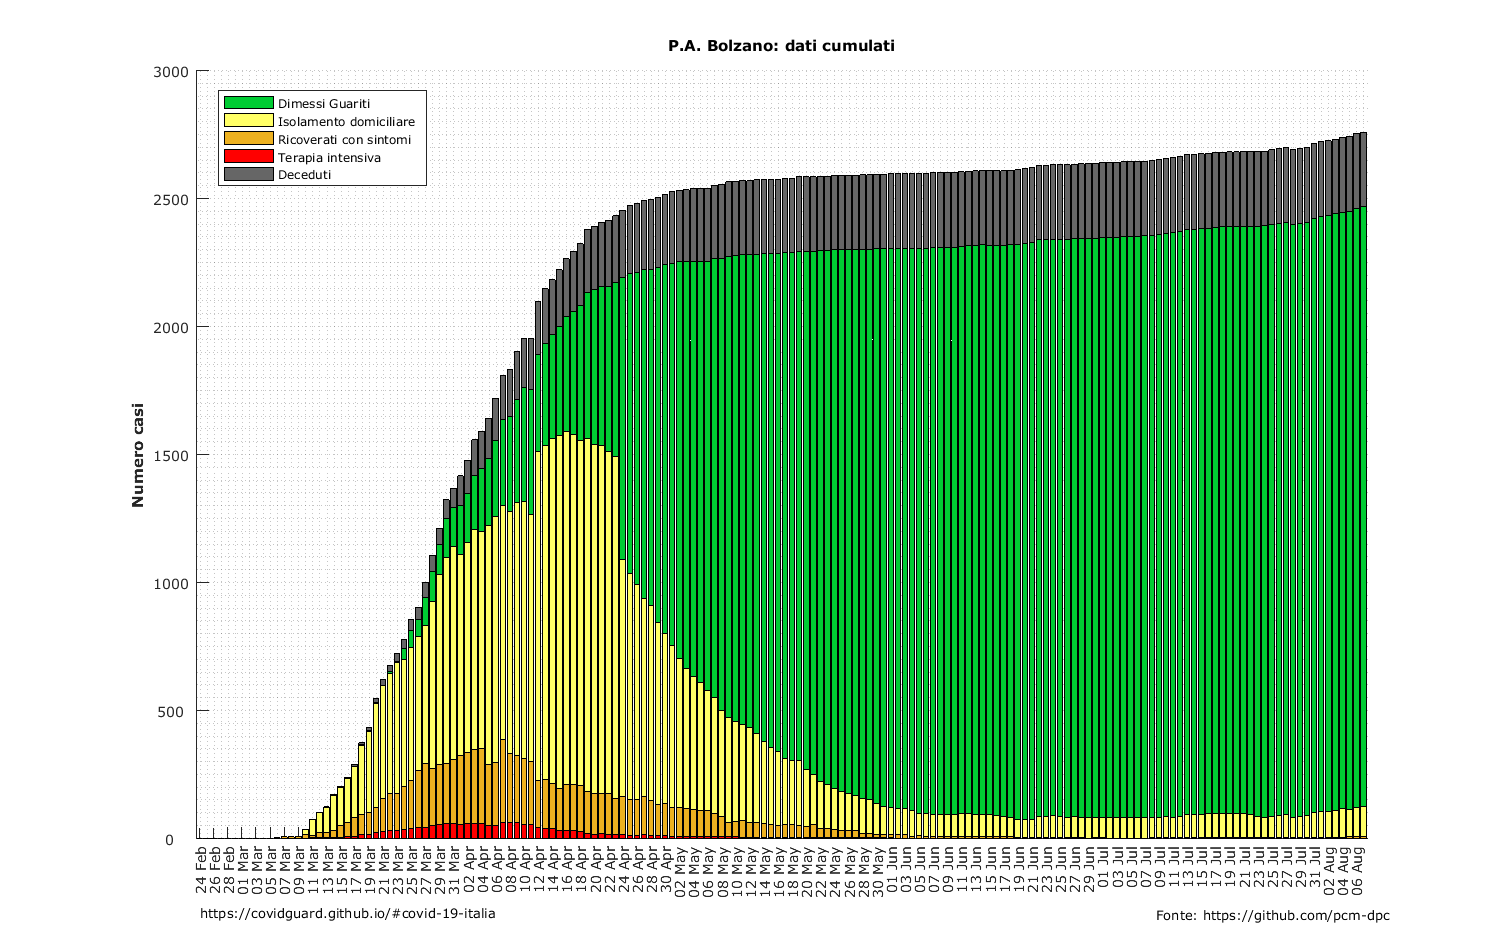 P.A. Bolzano: dati cumulati
3000
2500
2000
1500
1000
500
0
Numero casi
Dimessi Guariti
Isolamento domiciliare
Ricoverati con sintomi
Terapia intensiva
Deceduti
24 Feb
26 Feb
28 Feb
01 Mar
03 Mar
05 Mar
07 Mar
09 Mar
11 Mar
13 Mar
15 Mar
17 Mar
19 Mar
21 Mar
23 Mar
25 Mar
27 Mar
29 Mar
31 Mar
02 Apr
04 Apr
06 Apr
08 Apr
10 Apr
12 Apr
14 Apr
16 Apr
18 Apr
20 Apr
22 Apr
24 Apr
26 Apr
28 Apr
30 Apr
02 May
04 May
06 May
08 May
10 May
12 May
14 May
16 May
18 May
20 May
22 May
24 May
26 May
28 May
30 May
01 Jun
03 Jun
05 Jun
07 Jun
09 Jun
11 Jun
13 Jun
15 Jun
17 Jun
19 Jun
21 Jun
23 Jun
25 Jun
27 Jun
29 Jun
01 Jul
03 Jul
05 Jul
07 Jul
09 Jul
11 Jul
13 Jul
15 Jul
17 Jul
19 Jul
21 Jul
23 Jul
25 Jul
27 Jul
29 Jul
31 Jul
02 Aug
04 Aug
06 Aug
https://covidguard.github.io/#covid-19-italia
Fonte: https://github.com/pcm-dpc